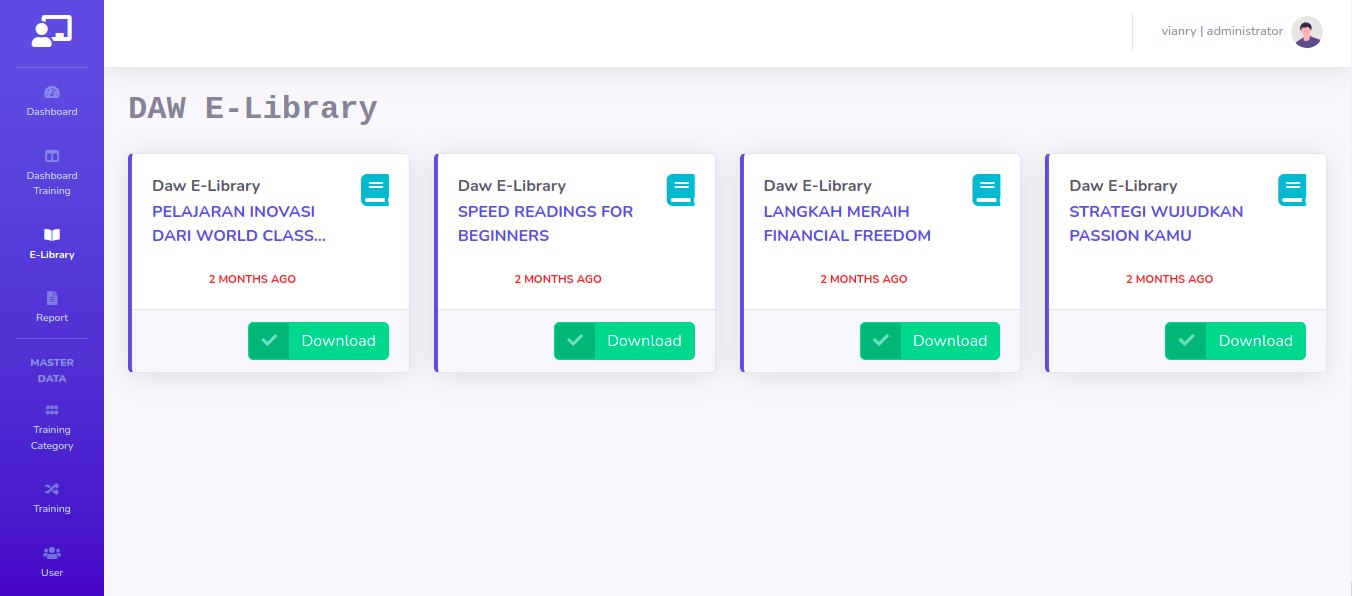 vianry | administrator
Dashboard
Dashboard
Training
E-Library
Report
MASTER
DATA
Training
Category
Training
User
DAW E-Library
Daw E-Library
PELAJARAN INOVASI
DARI WORLD CLASS...
2 MONTHS AGO
Download
Daw E-Library
SPEED READINGS FOR
BEGINNERS
2 MONTHS AGO
Download
Daw E-Library
LANGKAH MERAIH
FINANCIAL FREEDOM
2 MONTHS AGO
Download
Daw E-Library
STRATEGI WUJUDKAN
PASSION KAMU
2 MONTHS AGO
Download